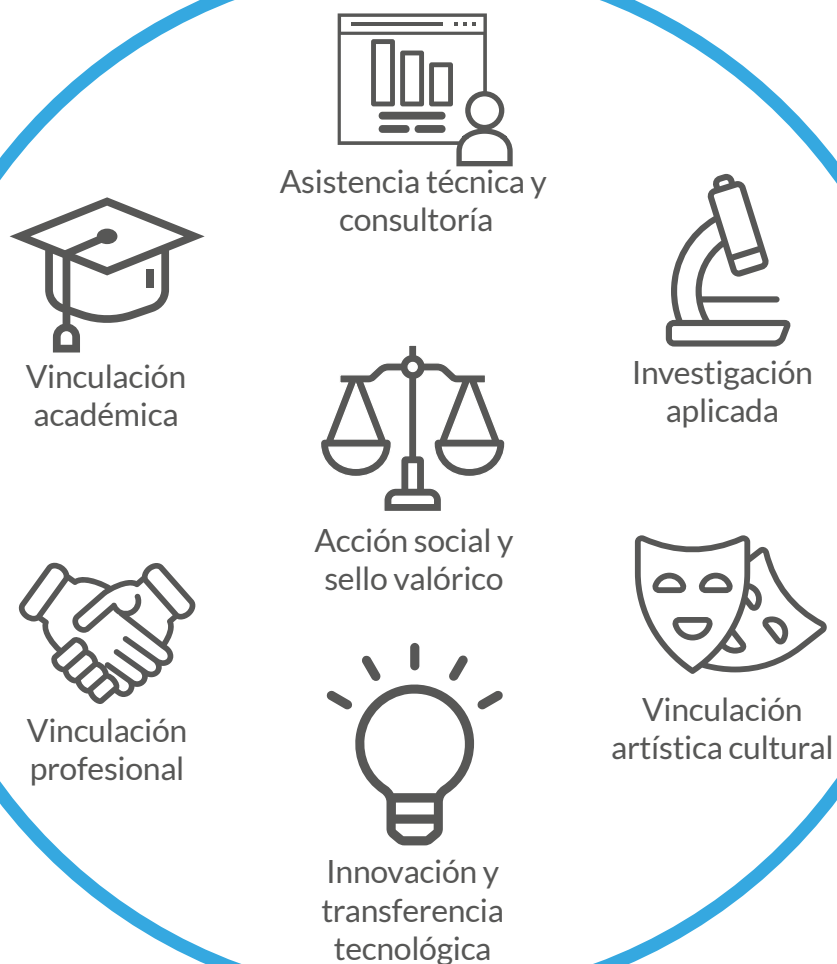 Asistencia técnica y
consultoría
Vinculación
académica
Investigación
aplicada
Acción social y
sello valórico
Vinculación
profesional
Vinculación
artística cultural
Innovación y
transferencia
tecnológica